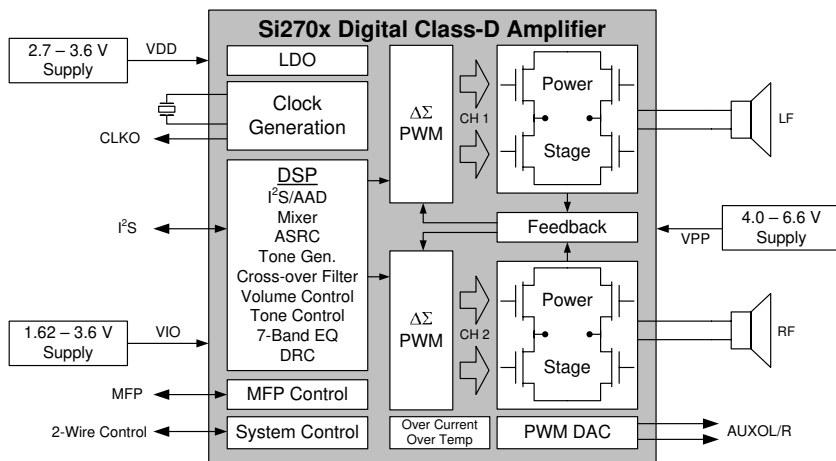 Si270x Digital Class-D Amplifier
2.7 – 3.6 V
Supply
VDD
LDO
Clock
Generation
CLKO
DSP
I²S/AAD
Mixer
ASRC
Tone Gen.
Cross-over Filter
Volume Control
Tone Control
7-Band EQ
DRC
I²S
1.62 – 3.6 V
Supply
VIO
MFP
MFP Control
2-Wire Control
System Control
ΔΣ
PWM
CH 1
Power
Stage
LF
Feedback
VPP
4.0 – 6.6 V
Supply
ΔΣ
PWM
CH 2
Power
Stage
RF
Over Current
Over Temp
PWM DAC
AUXOL/R